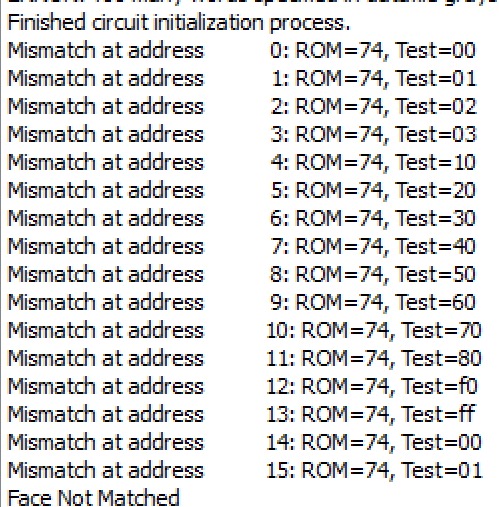 Finished circuit initialization process.
Mismatch at address 0: ROM=74, Test=00
Mismatch at address 1: ROM=74, Test=01
Mismatch at address 2: ROM=74, Test=02
Mismatch at address 3: ROM=74, Test=03
Mismatch at address 4: ROM=74, Test=10
Mismatch at address 5: ROM=74, Test=20
Mismatch at address 6: ROM=74, Test=30
Mismatch at address 7: ROM=74, Test=40
Mismatch at address 8: ROM=74, Test=50
Mismatch at address 9: ROM=74, Test=60
Mismatch at address 10: ROM=74, Test=70
Mismatch at address 11: ROM=74, Test=80
Mismatch at address 12: ROM=74, Test=f0
Mismatch at address 13: ROM=74, Test=ff
Mismatch at address 14: ROM=74, Test=00
Mismatch at address 15: ROM=74, Test=01
Face Not Matched